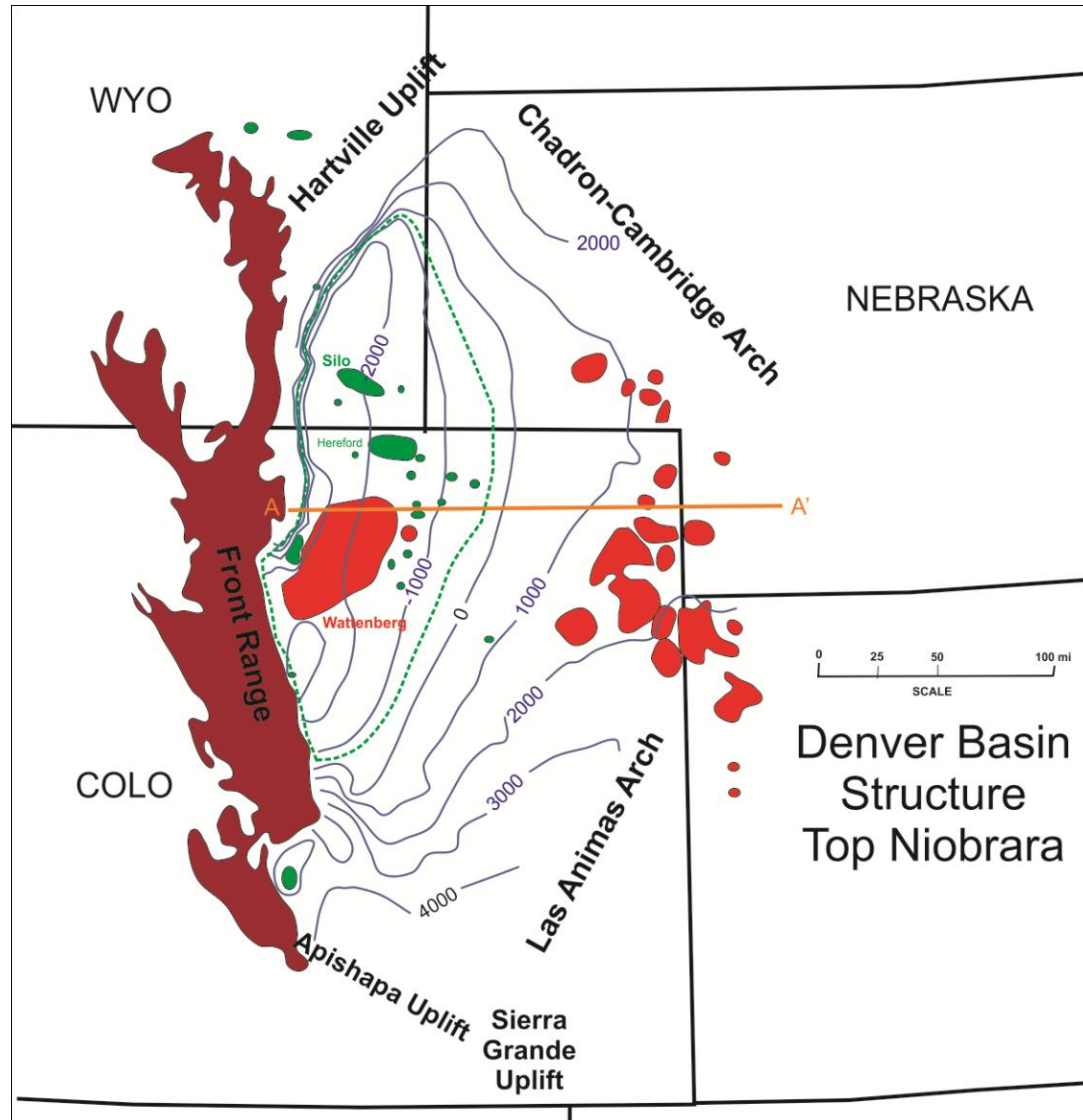 WYO
Hartville Uplift
Chadron-Cambridge Arch
2000
NEBRASKA
-2000
Silo
Hereford
A
A'
Front Range
-1000
0
1000
Wattenberg
2000
0 25 50 100 mi
SCALE
Denver Basin
Structure
Top Niobrara
COLO
3000
Las Animas Arch
4000
Apishapa Uplift
Sierra
Grande
Uplift